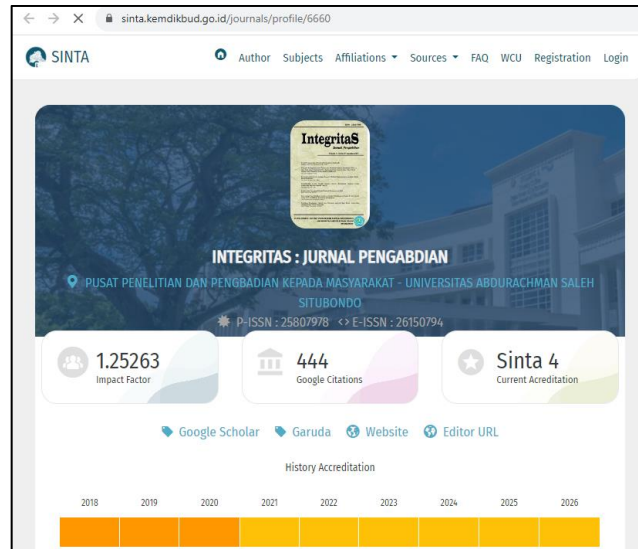 sinta.kemdikbud.go.id/journals/profile/6660
SINTA Author Subjects Affiliations Sources FAQ WCU Registration Login
IntegritaS
INTEGRITAS : JURNAL PENGABDIAN
PUSAT PENELITIAN DAN PENGBADIAN KEPADA MASYARAKAT - UNIVERSITAS ABDURACHMAN SALEH
SITUBONDO
P-ISSN : 25807978 <> E-ISSN : 26150794
1.25263
Impact Factor
444
Google Citations
Sinta 4
Current Acreditation
Google Scholar Garuda Website Editor URL
History Accreditation
2018 2019 2020 2021 2022 2023 2024 2025 2026